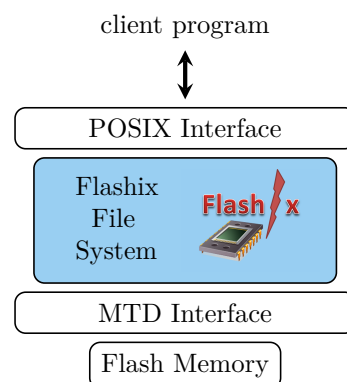 client program
POSIX Interface
Flashix
File
System
Flash x
MTD Interface
Flash Memory